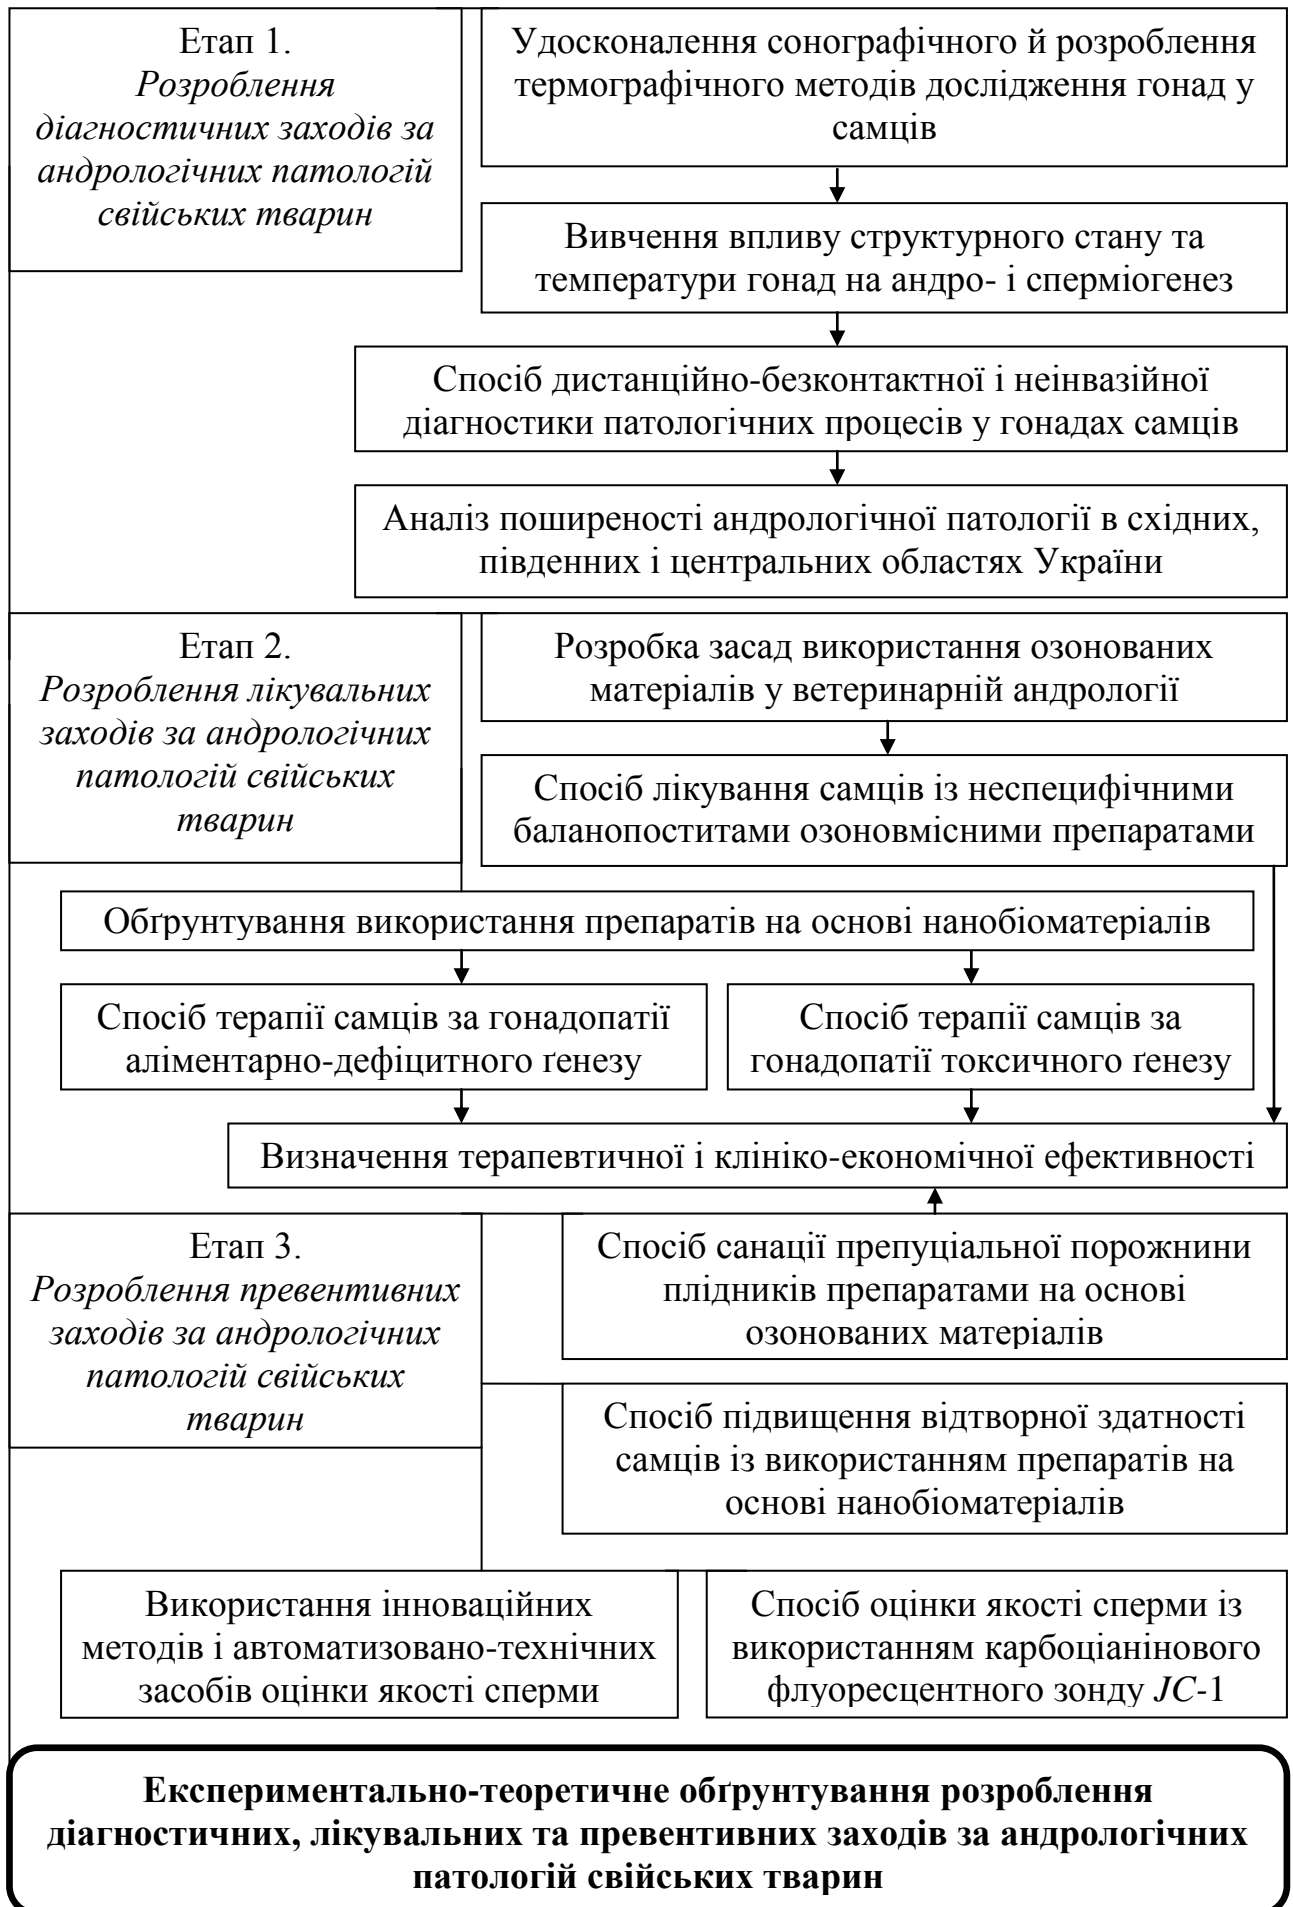 Етап 1.
Розроблення
діагностичних заходів за
андрологічних патологій
свійських тварин
Удосконалення сонографічного й розроблення
термографічного методів дослідження гонад у
самців
Вивчення впливу структурного стану та
температури гонад на андро- і сперміогенез
Спосіб дистанційно-безконтактної і неінвазійної
діагностики патологічних процесів у гонадах самців
Аналіз поширеності андрологічної патології в східних,
південних і центральних областях України
Етап 2.
Розроблення лікувальних
заходів за андрологічних
патологій свійських
тварин
Розробка засад використання озонованих
матеріалів у ветеринарній андрології
Спосіб лікування самців із неспецифічними
баланопоститами озоновмісними препаратами
Обґрунтування використання препаратів на основі нанобіоматеріалів
Спосіб терапії самців за гонадопатії
аліментарно-дефіцитного ґенезу
Спосіб терапії самців за
гонадопатії токсичного ґенезу
Визначення терапевтичної і клініко-економічної ефективності
Етап 3.
Розроблення превентивних
заходів за андрологічних
патологій свійських
тварин
Спосіб санації препуціальної порожнини
плідників препаратами на основі
озонованих матеріалів
Спосіб підвищення відтворної здатності
самців із використанням препаратів на
основі нанобіоматеріалів
Використання інноваційних
методів і автоматизовано-технічних
засобів оцінки якості сперми
Спосіб оцінки якості сперми із
використанням карбоціанінового
флуоресцентного зонду JC-1
Експериментально-теоретичне обґрунтування розроблення
діагностичних, лікувальних та превентивних заходів за андрологічних
патологій свійських тварин